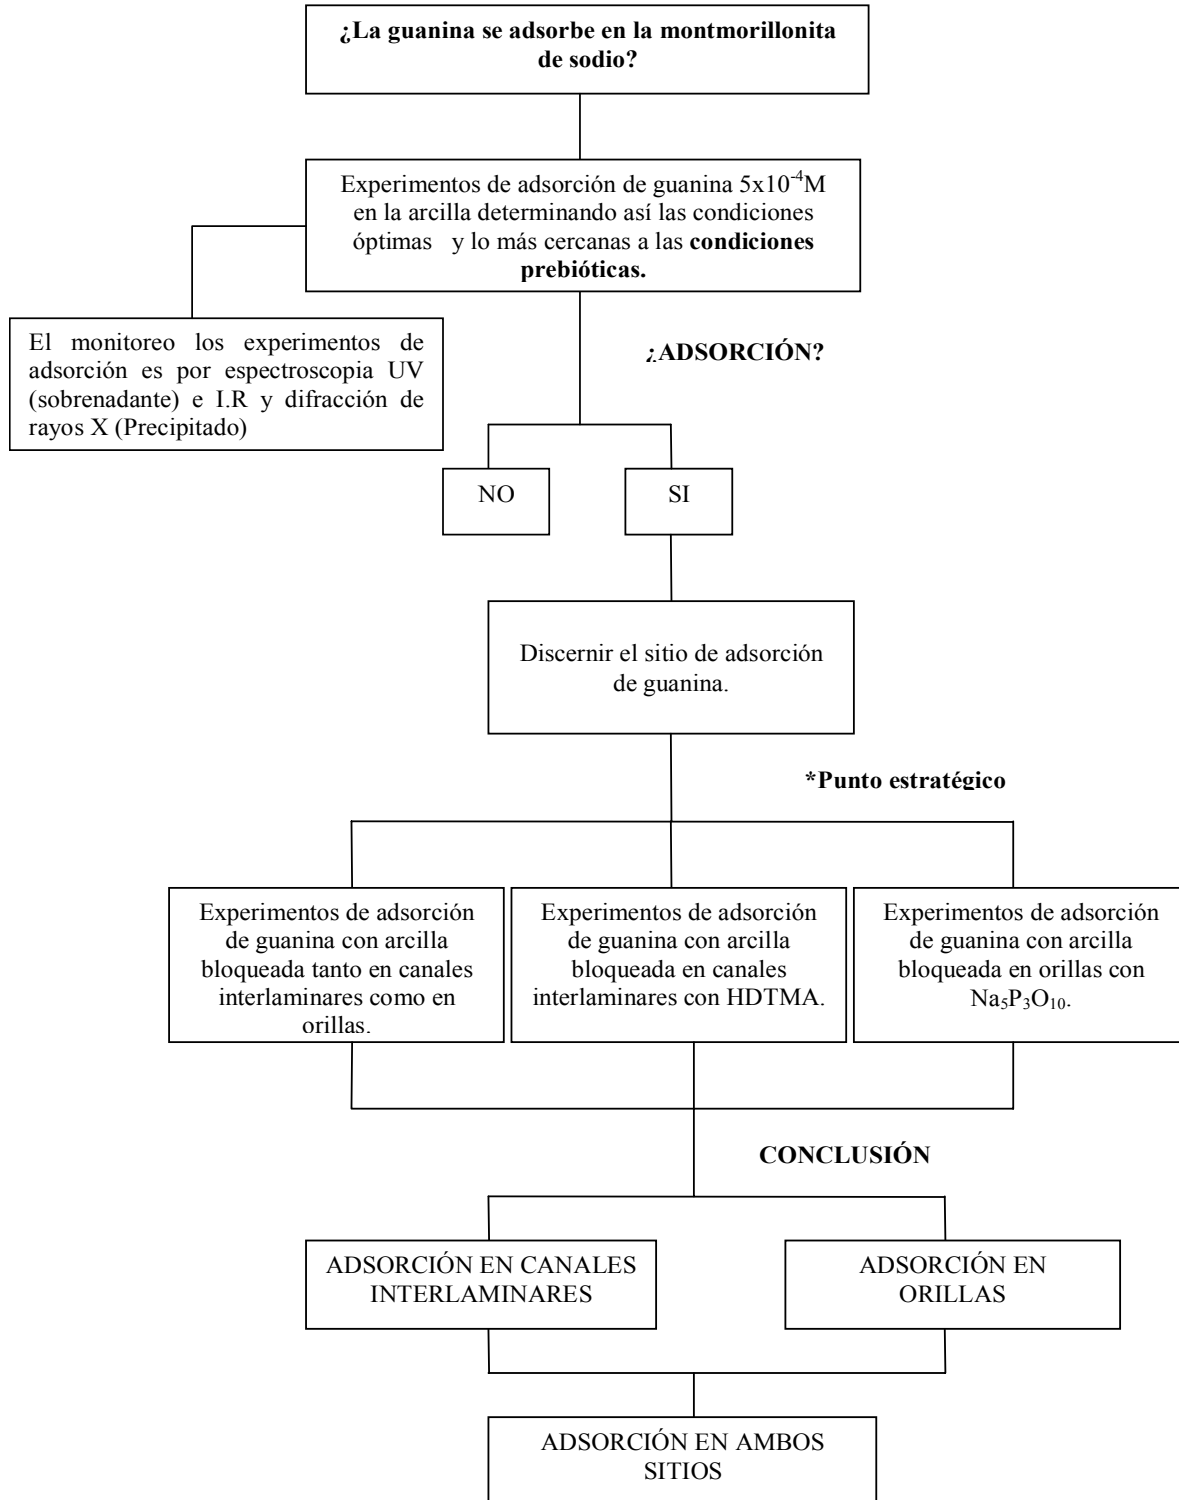 ¿La guanina se adsorbe en la montmorillonita
de sodio?
Experimentos de adsorción de guanina 5x10⁻⁴M
en la arcilla determinando así las condiciones
óptimas y lo más cercanas a las condiciones
prebióticas.
El monitoreo los experimentos de
adsorción es por espectroscopia UV
(sobrenadante) e I.R y difracción de
rayos X (Precipitado)
¿ADSORCIÓN?
NO
SI
Discernir el sitio de adsorción
de guanina.
*Punto estratégico
Experimentos de adsorción
de guanina con arcilla
bloqueada tanto en canales
interlaminares como en
orillas.
Experimentos de adsorción
de guanina con arcilla
bloqueada en canales
interlaminares con HDTMA.
Experimentos de adsorción
de guanina con arcilla
bloqueada en orillas con
Na₅P₃O₁₀.
CONCLUSIÓN
ADSORCIÓN EN CANALES
INTERLAMINARES
ADSORCIÓN EN
ORILLAS
ADSORCIÓN EN AMBOS
SITIOS